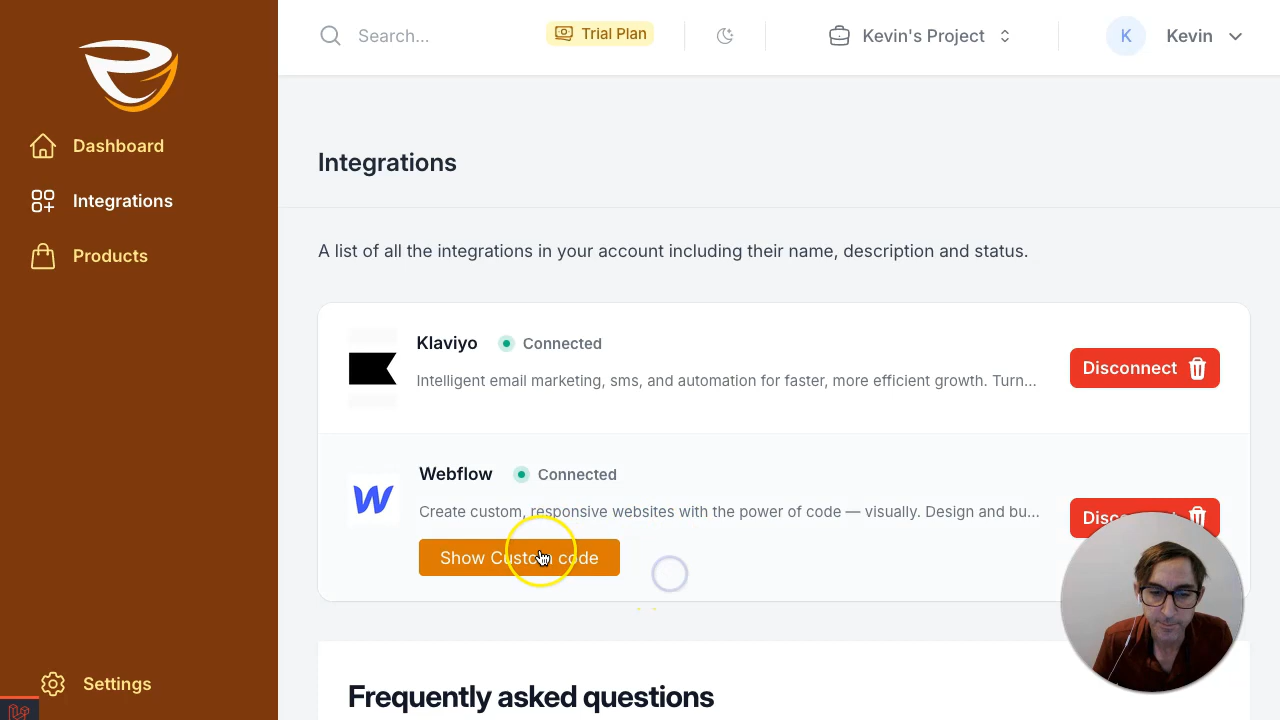 Search...
Trial Plan
Kevin's Project
K
Kevin
Dashboard
Integrations
Products
Settings
Integrations
A list of all the integrations in your account including their name, description and status.
Klaviyo
Connected
Intelligent email marketing, sms, and automation for faster, more efficient growth. Turn...
Disconnect
Webflow
Connected
Create custom, responsive websites with the power of code — visually. Design and bu...
Show Custom code
Frequently asked questions